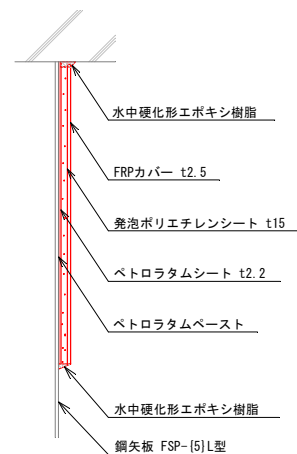 水中硬化形エポキシ樹脂
FRPカバー t2.5
発泡ポリエチレンシート t15
ペトロラタムシート t2.2
ペトロラタムペースト
水中硬化形エポキシ樹脂
鋼矢板 FSP-{5}L型